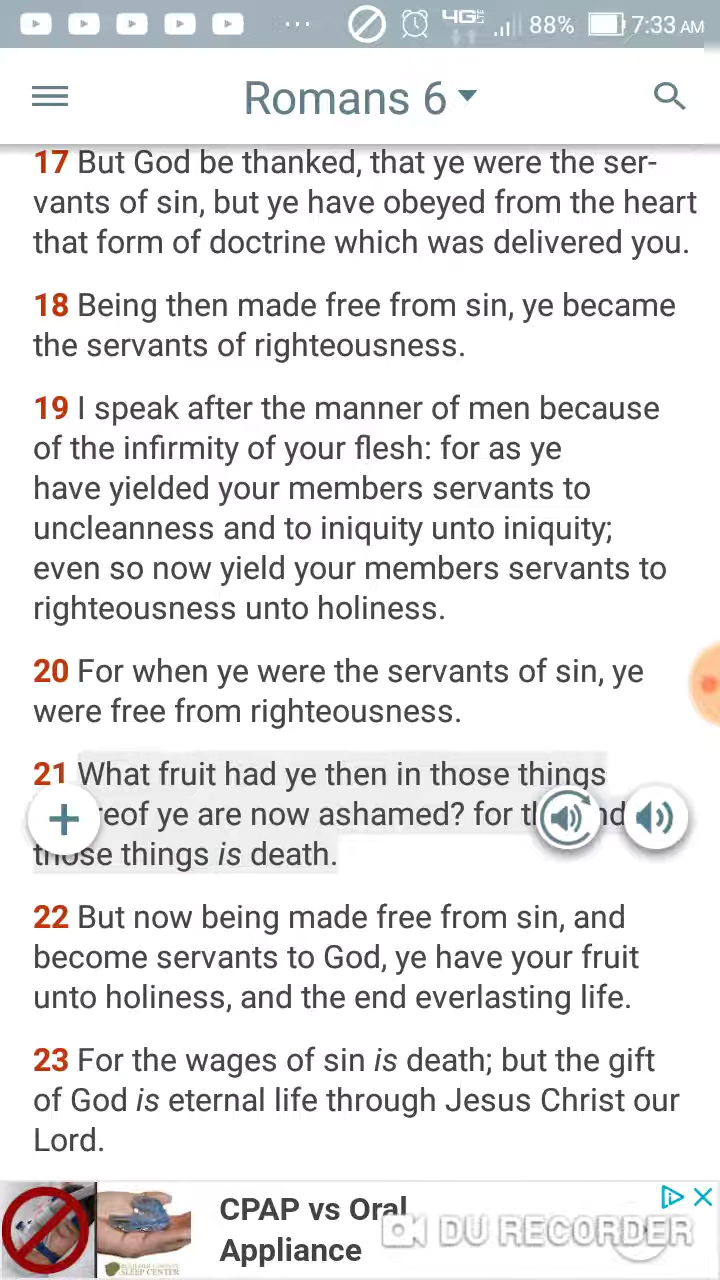 4G 88% 7:33 AM
Romans 6
17 But God be thanked, that ye were the ser-
vants of sin, but ye have obeyed from the heart
that form of doctrine which was delivered you.
18 Being then made free from sin, ye became
the servants of righteousness.
19 I speak after the manner of men because
of the infirmity of your flesh: for as ye
have yielded your members servants to
uncleanness and to iniquity unto iniquity;
even so now yield your members servants to
righteousness unto holiness.
20 For when ye were the servants of sin, ye
were free from righteousness.
21 What fruit had ye then in those things
ye are now ashamed? for
those things is death.
22 But now being made free from sin, and
become servants to God, ye have your fruit
unto holiness, and the end everlasting life.
23 For the wages of sin is death; but the gift
of God is eternal life through Jesus Christ our
Lord.
CPAP vs Oral
Appliance
DU RECORDER
SLEEP CENTER